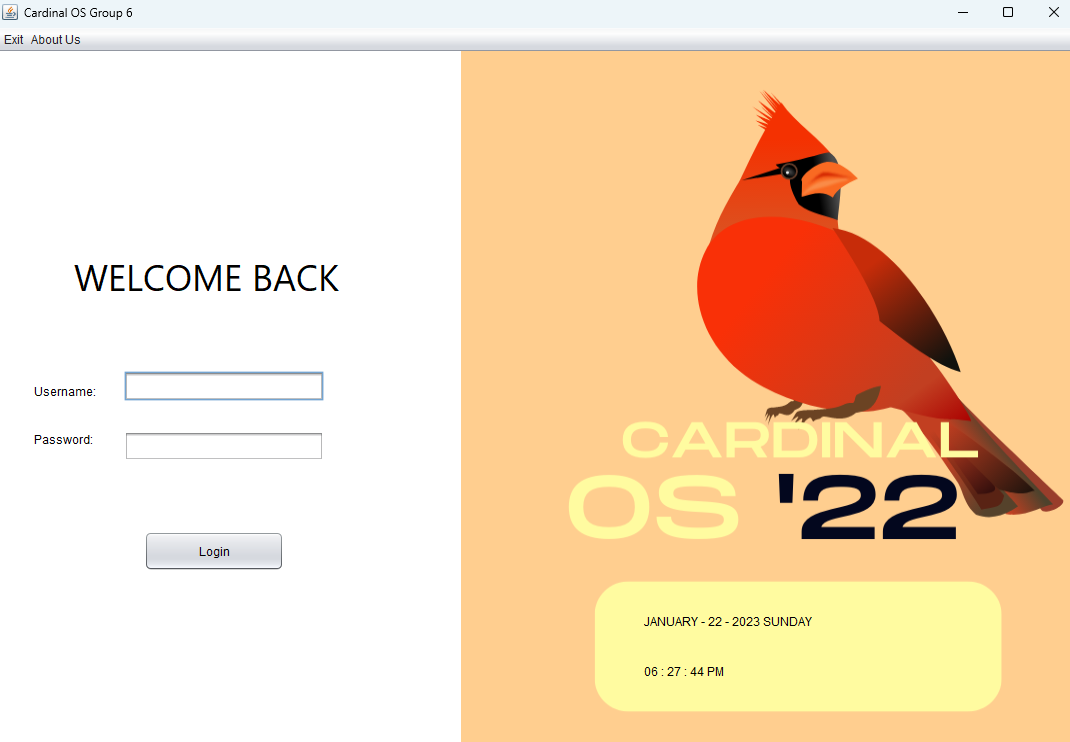 Cardinal OS Group 6
Exit About Us
WELCOME BACK
Username:
Password:
Login
CARDINAL
OS '22
JANUARY - 22 - 2023 SUNDAY
06 : 27 : 44 PM